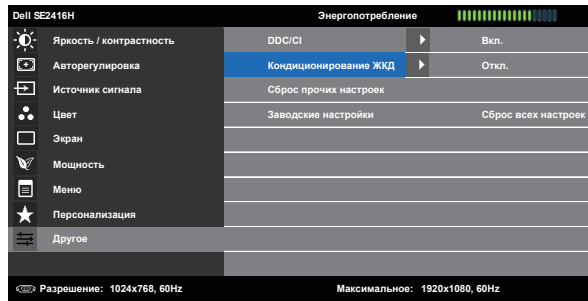 Dell SE2416H Энергопотребление
Яркость / контрастность DDC/CI Вкл.
Авторегулировка Кондиционирование ЖКД Откл.
Источник сигнала Сброс прочих настроек
Цвет Заводские настройки Сброс всех настроек
Экран
Мощность
Меню
Персонализация
Другое
Разрешение: 1024x768, 60Hz Максимальное: 1920x1080, 60Hz